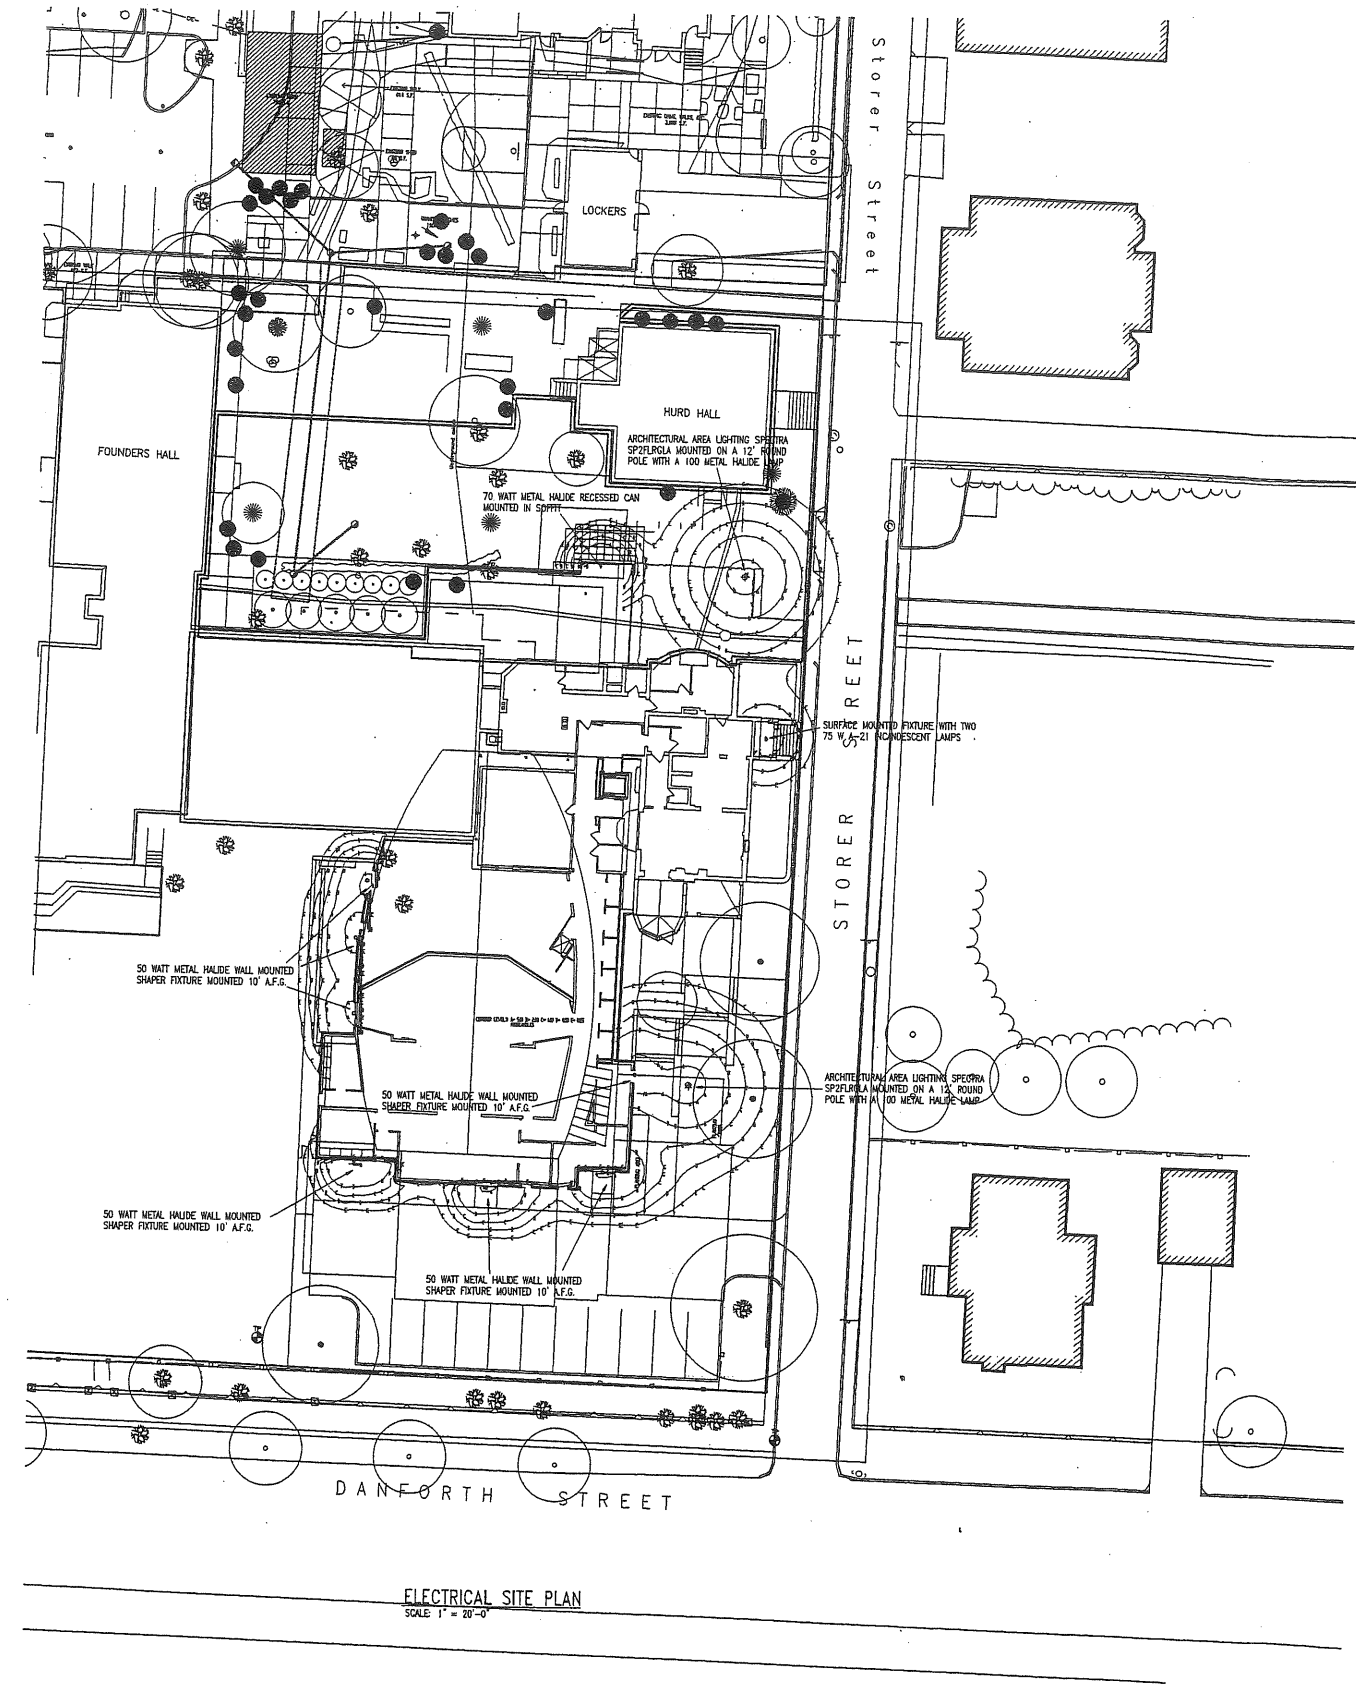 Storer Street
LOCKERS
HURD HALL
FOUNDERS HALL
ARCHITECTURAL AREA LIGHTING SPECTRA
SP2FLRGLA MOUNTED ON A 12' ROUND
POLE WITH A 100 METAL HALIDE LAMP
70 WATT METAL HALIDE RECESSED CAN
MOUNTED IN SOFFIT
STORER STREET
SURFACE MOUNTED FIXTURE WITH TWO
75 W A-21 INCANDESCENT LAMPS
50 WATT METAL HALIDE WALL MOUNTED
SHAPER FIXTURE MOUNTED 10' A.F.G.
ARCHITECTURAL AREA LIGHTING SPECTRA
SP2FLRGLA MOUNTED ON A 12' ROUND
POLE WITH A 100 METAL HALIDE LAMP
50 WATT METAL HALIDE WALL MOUNTED
SHAPER FIXTURE MOUNTED 10' A.F.G.
50 WATT METAL HALIDE WALL MOUNTED
SHAPER FIXTURE MOUNTED 10' A.F.G.
50 WATT METAL HALIDE WALL MOUNTED
SHAPER FIXTURE MOUNTED 10' A.F.G.
DANFORTH STREET
ELECTRICAL SITE PLAN
SCALE: 1" = 20'-0"